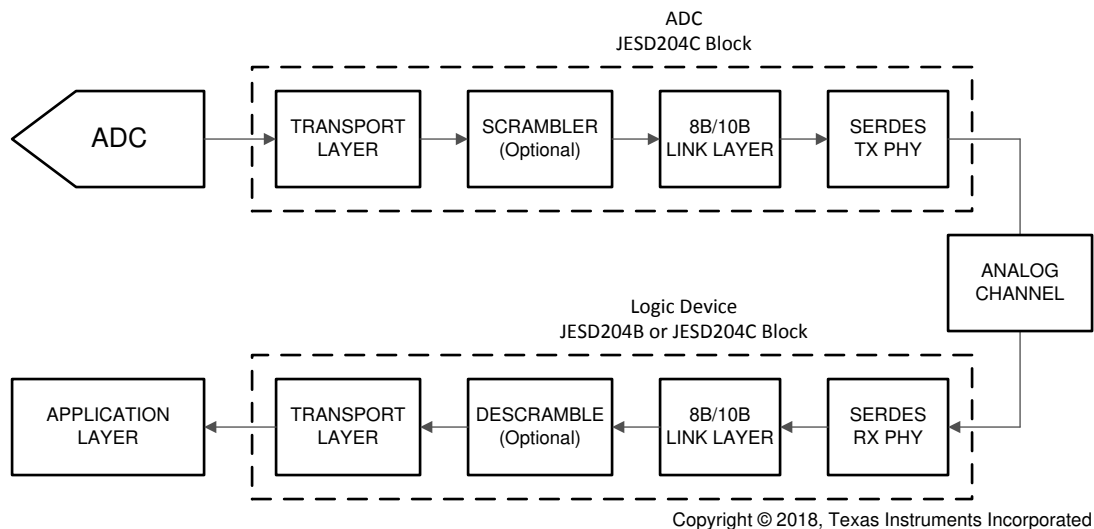 ADC
JESD204C Block
ADC
TRANSPORT
LAYER
SCRAMBLER
(Optional)
8B/10B
LINK LAYER
SERDES
TX PHY
ANALOG
CHANNEL
Logic Device
JESD204B or JESD204C Block
APPLICATION
LAYER
TRANSPORT
LAYER
DESCRAMBLE
(Optional)
8B/10B
LINK LAYER
SERDES
RX PHY
Copyright © 2018, Texas Instruments Incorporated